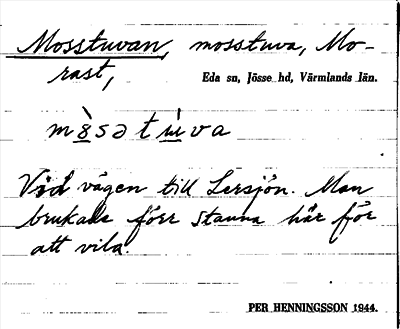 Mosstuvan, mosstuva, Mo-
rast,
Eda sn, Jösse hd, Värmlands län.
m ò̲ s ə t ù̲ v a
Vid vägen till Lersjön. Man
brukade förr stanna här för
att vila.
PER HENNINGSSON 1944.